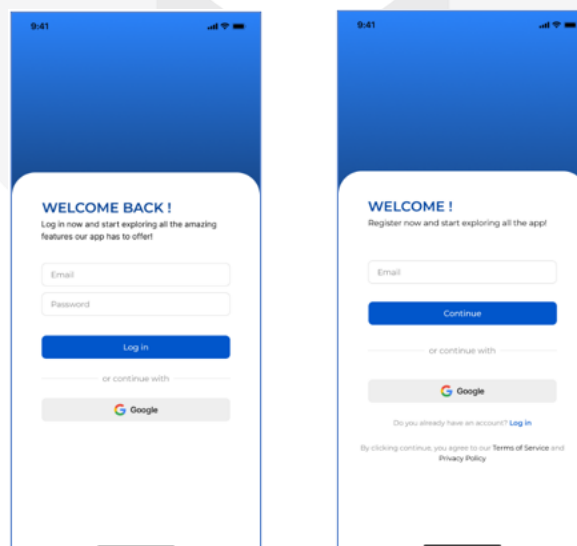 9:41
WELCOME BACK !
Log in now and start exploring all the amazing
features our app has to offer!
Email
Password
Log in
or continue with
Google
9:41
WELCOME !
Register now and start exploring all the app!
Email
Continue
or continue with
Google
Do you already have an account? Log in
By clicking continue, you agree to our Terms of Service and
Privacy Policy